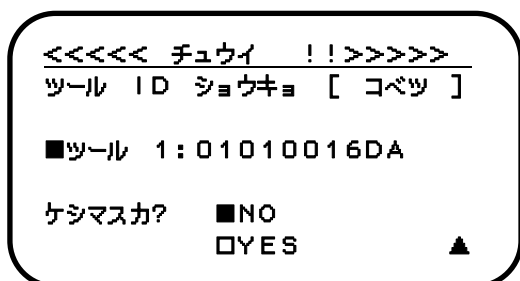 <<<<< チュウイ !!>>>>>
ツール ID ショウキョ [ コベツ ]
■ツール 1:01010016DA
ケシマスカ? ■NO
□YES ▲